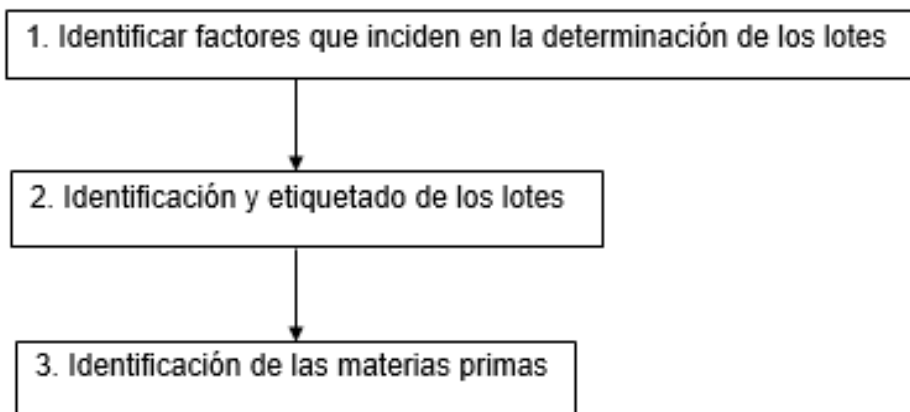 1. Identificar factores que inciden en la determinación de los lotes
2. Identificación y etiquetado de los lotes
3. Identificación de las materias primas